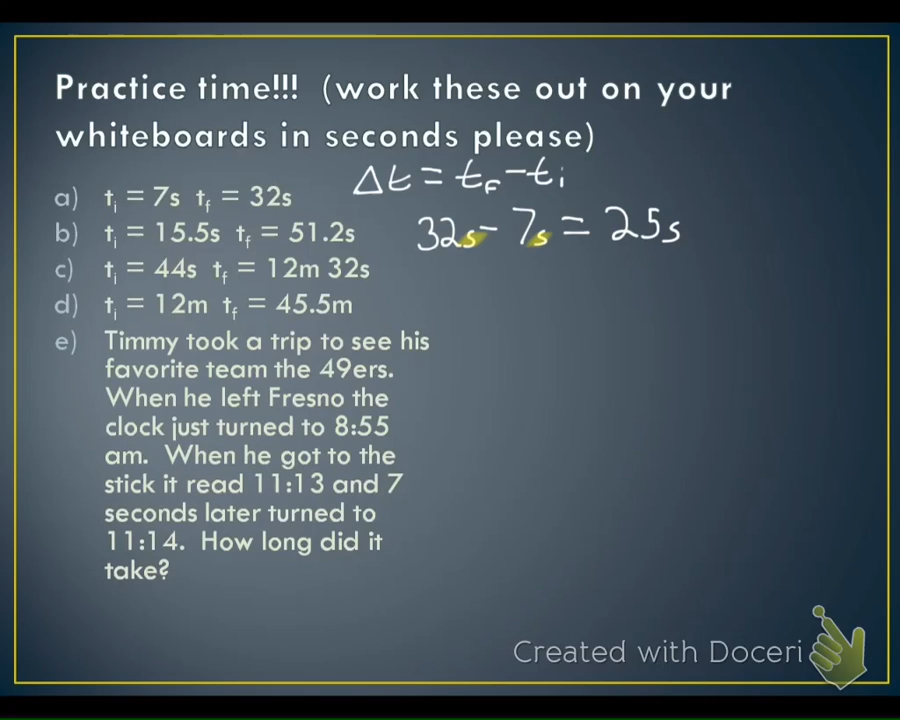 Practice time!!! (work these out on your
whiteboards in seconds please)
Δt = tf - ti
a) ti = 7s tf = 32s
32s - 7s = 25s
b) ti = 15.5s tf = 51.2s
c) ti = 44s tf = 12m 32s
d) ti = 12m tf = 45.5m
e) Timmy took a trip to see his
favorite team the 49ers.
When he left Fresno the
clock just turned to 8:55
am. When he got to the
stick it read 11:13 and 7
seconds later turned to
11:14. How long did it
take?
Created with Doceri